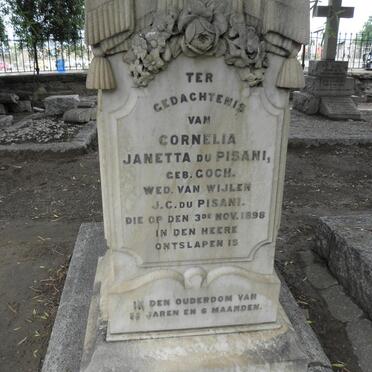 TER
GEDACHTENIS
VAN
CORNELIA
JANETTA DU PISANI,
GEB. GOCH.
WED. VAN WIJLEN
J.C. DU PISANI.
DIE OP DEN 3DE NOV. 1898
IN DEN HEERE
ONTSLAPEN IS
IN DEN OUDERDOM VAN
JAREN EN 6 MAANDEN.